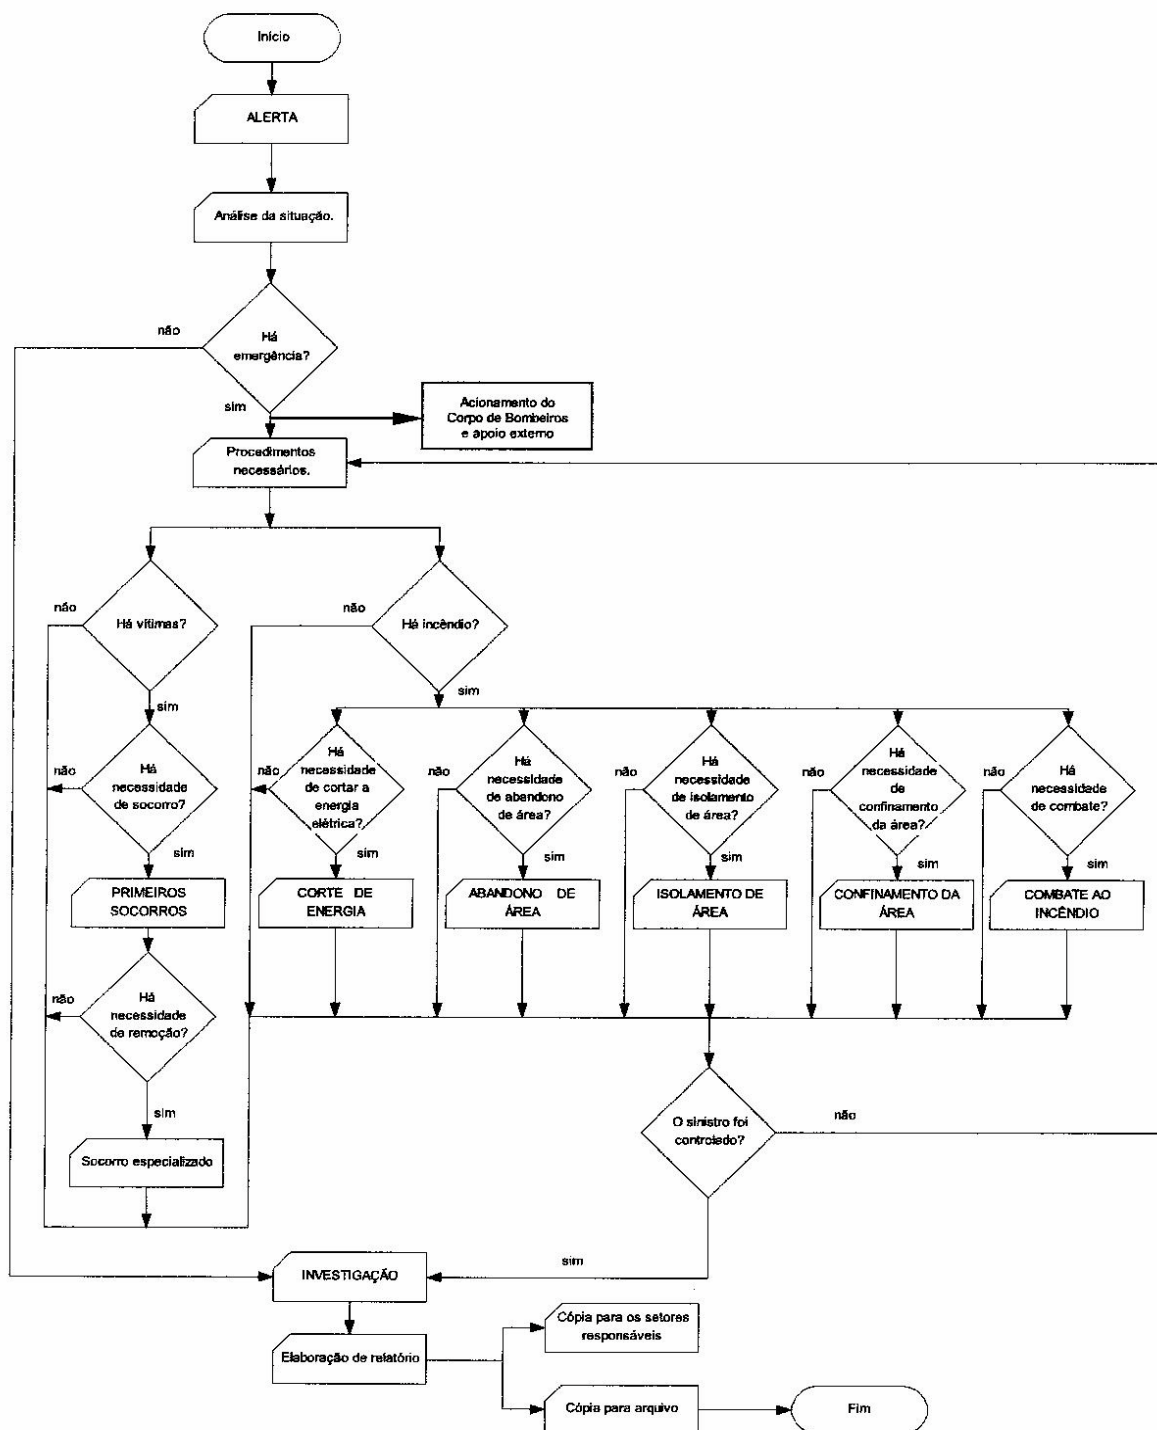 Início
ALERTA
Análise da situação.
não
Há
emergência?
sim
Acionamento do
Corpo de Bombeiros
e apoio externo
Procedimentos
necessários.
não
Há vítimas?
não
Há incêndio?
sim
sim
não
Há
necessidade
de socorro?
não
Há
necessidade
de cortar a
energia
elétrica?
não
Há
necessidade
de abandono
de área?
não
Há
necessidade
de isolamento
de área?
não
Há
necessidade
de
confinamento
da área?
não
Há
necessidade
de combate?
sim
sim
sim
sim
sim
sim
PRIMEIROS
SOCORROS
CORTE DE
ENERGIA
ABANDONO DE
ÁREA
ISOLAMENTO DE
ÁREA
CONFINAMENTO DA
ÁREA
COMBATE AO
INCÊNDIO
não
Há
necessidade
de remoção?
sim
Socorro especializado
O sinistro foi
controlado?
não
sim
INVESTIGAÇÃO
Elaboração de relatório
Cópia para os setores
responsáveis
Cópia para arquivo
Fim